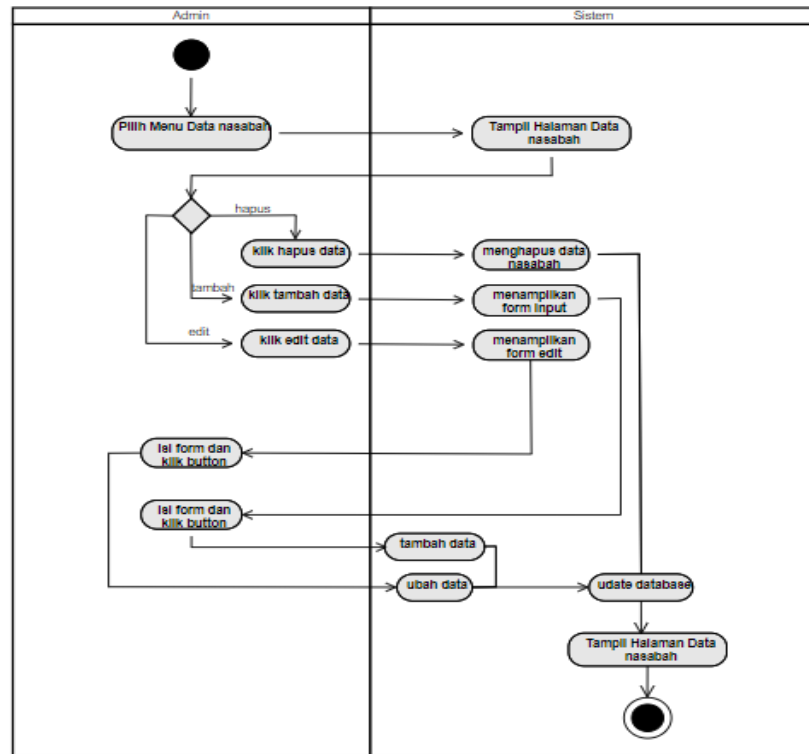 Admin
Sistem
Pilih Menu Data nasabah
Tampil Halaman Data
nasabah
hapus
klik hapus data
menghapus data
nasabah
tambah
klik tambah data
menampilkan
form input
edit
klik edit data
menampilkan
form edit
Isi form dan
klik button
Isi form dan
klik button
tambah data
ubah data
udate database
Tampil Halaman Data
nasabah